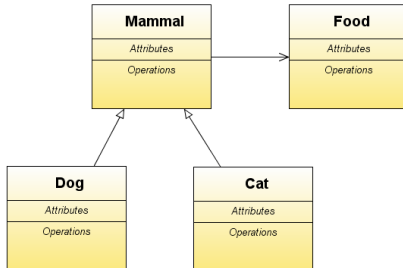 Mammal
Attributes
Operations
Food
Attributes
Operations
Dog
Attributes
Operations
Cat
Attributes
Operations